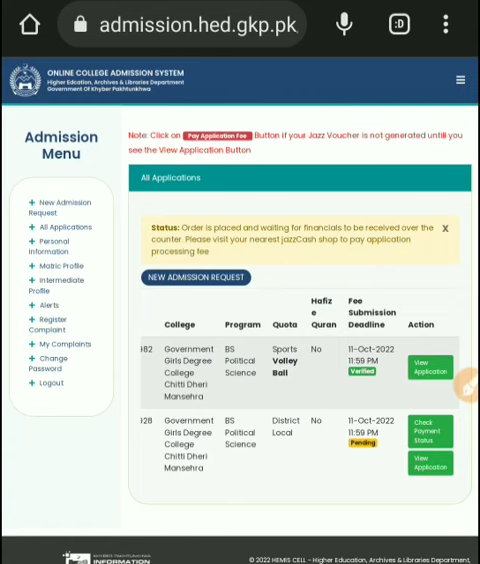 admission.hed.gkp.pk
:D
ONLINE COLLEGE ADMISSION SYSTEM
Higher Edcation, Archives & Libraries Department
Government Of Khyber Pakhtunkhwa
Admission
Menu
+ New Admission
Request
+ All Applications
+ Personal
Information
+ Matric Profile
+ Intermediate
Profile
+ Alerts
+ Register
Complaint
+ My Complaints
+ Change
Password
+ Logout
Note: Click on Pay Application Fee Button if your Jazz Voucher is not generated untill you
see the View Application Button
All Applications
Status: Order is placed and waiting for financials to be received over the X
counter. Please visit your nearest jazzCash shop to pay application
processing fee
NEW ADMISSION REQUEST
College Program Quota Hafiz e Quran Fee Submission Deadline Action
982 Government Girls Degree College Chitti Dheri Mansehra BS Political Science Sports Volley Ball No 11-Oct-2022 11:59 PM Verified View Application
928 Government Girls Degree College Chitti Dheri Mansehra BS Political Science District Local No 11-Oct-2022 11:59 PM Pending Check Payment Status View Application
INFORMATION
© 2022 HEMIS CELL - Higher Education, Archives & Libraries Department,